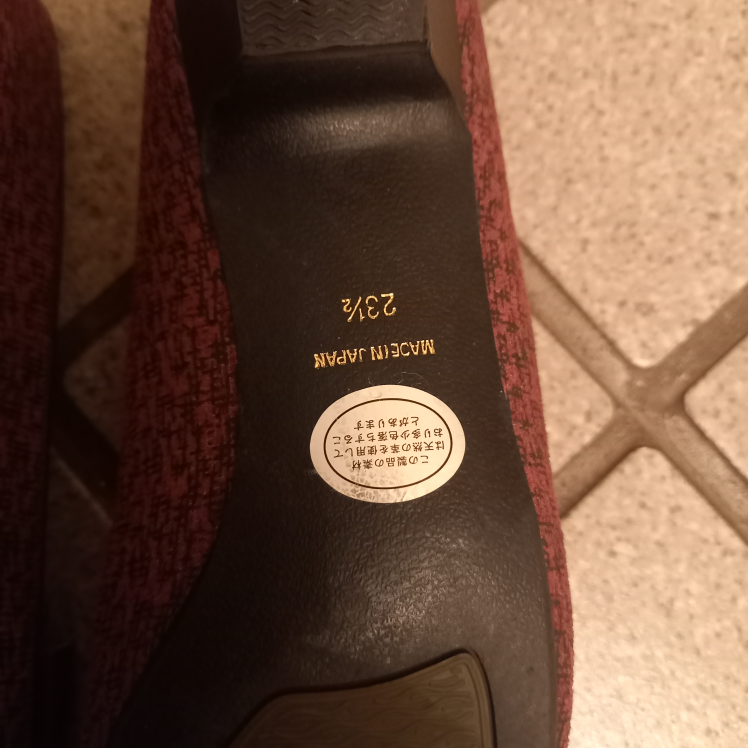 この製品の素材
は天然の革を使用して
おり多少色落ちするこ
とがあります
MADE IN JAPAN
23½